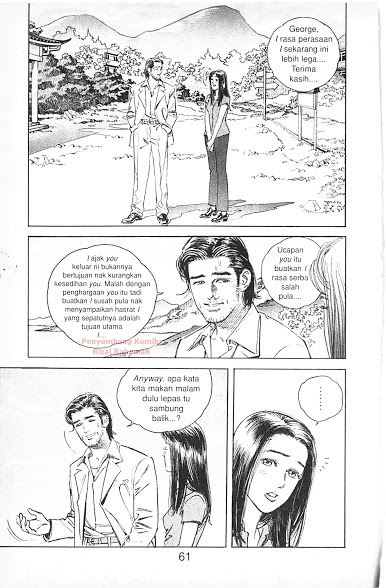 George,
I rasa perasaan
I sekarang ini
lebih lega....
Terima
kasih....
I ajak you
keluar ni bukannya
bertujuan nak kurangkan
kesedihan you. Malah dengan
penghargaan you itu tadi
buatkan I susah pula nak
menyampaikan hasrat I
yang sepatutnya adalah
tujuan utama
I....
Ucapan
you itu
buatkan I
rasa serba
salah
pula....
Penyumbang Komik
Rizal Raheman
Anyway, apa kata
kita makan malam
dulu lepas tu
sambung
balik...?
......
61